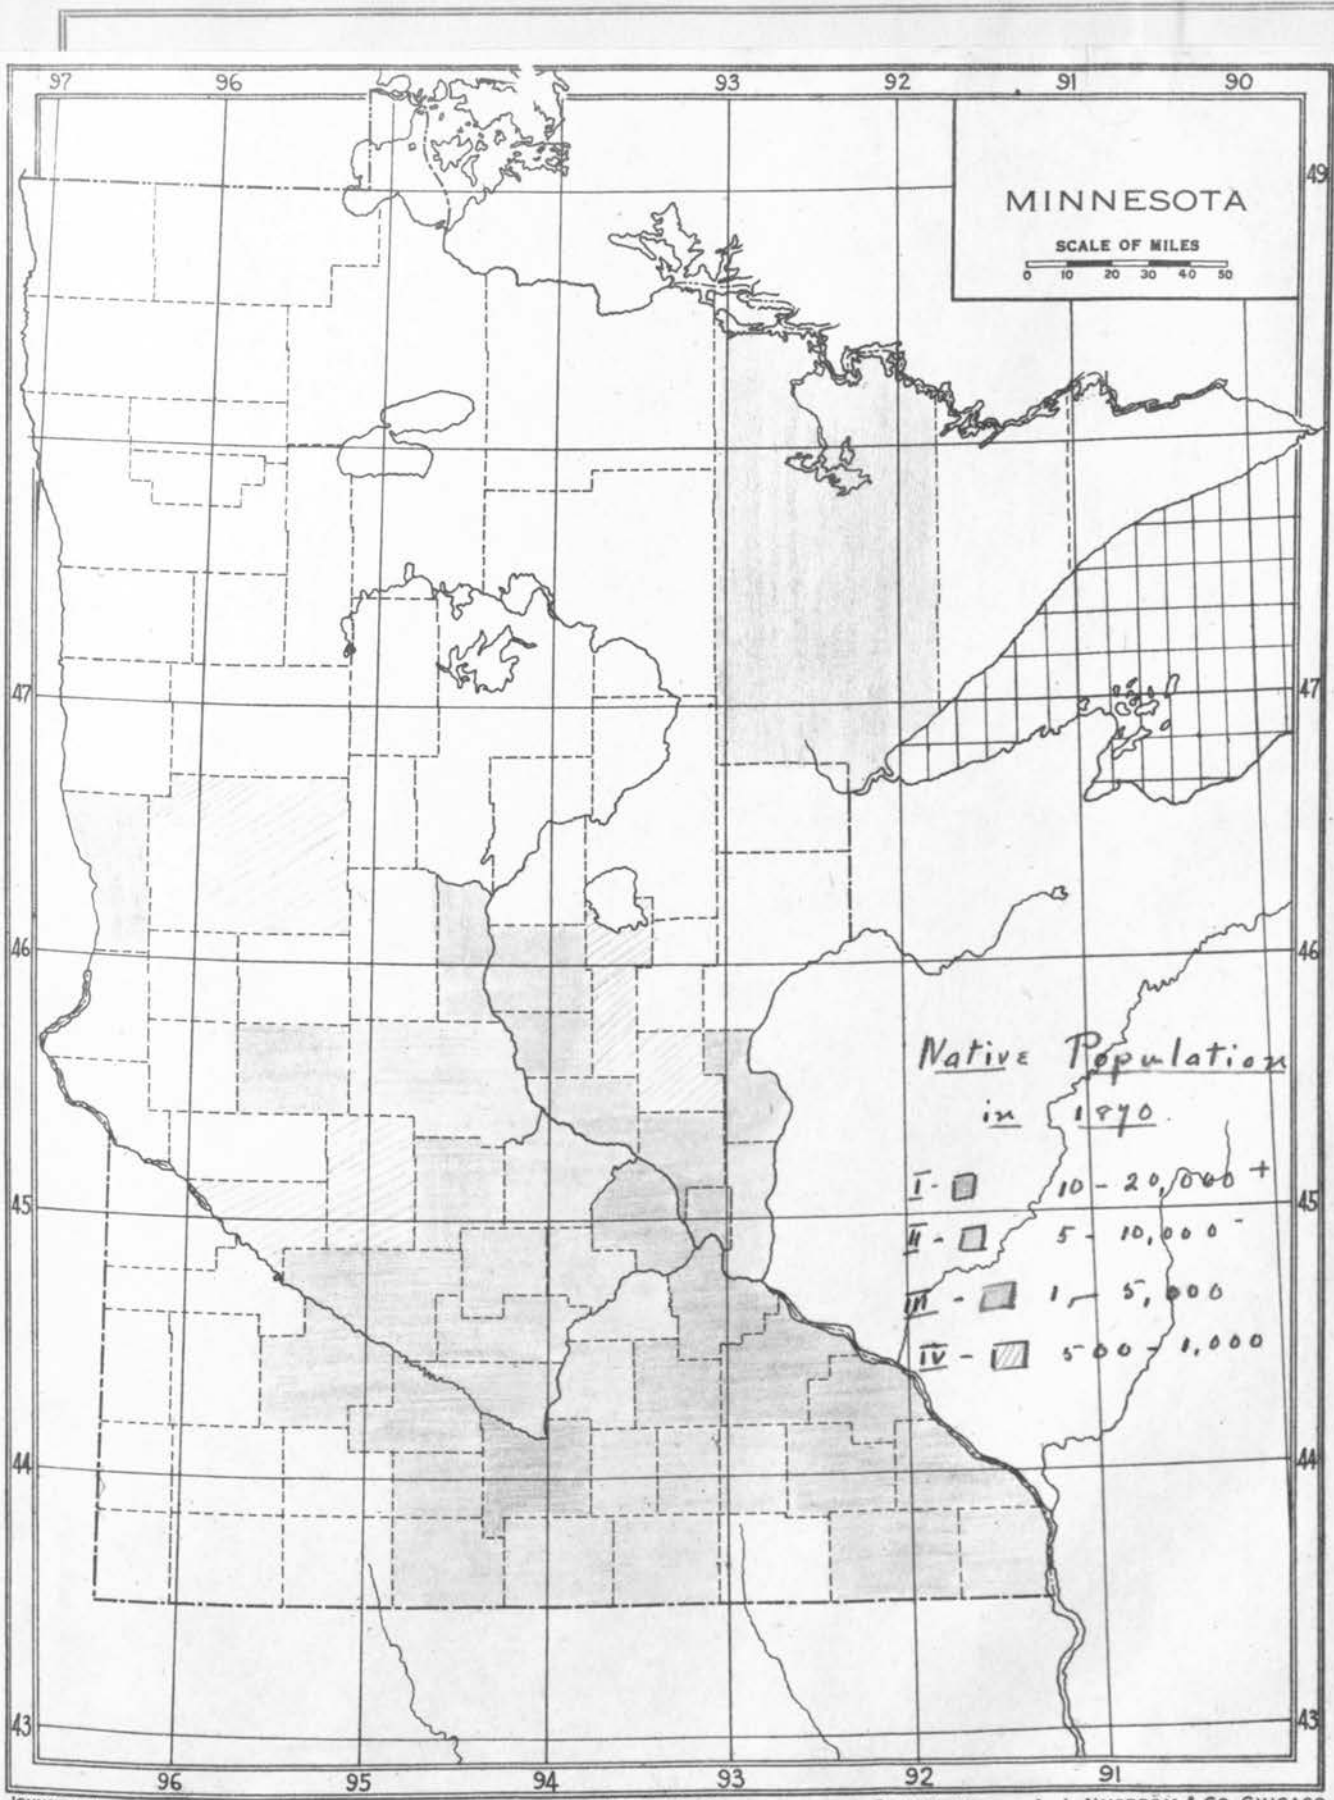 97 96 93 92 91 90
49
MINNESOTA
SCALE OF MILES
0 10 20 30 40 50
47 47
46 46
Native Population
in 1870.
I - 10 - 20,000 +
II - 5 - 10,000 -
III - 1, - 5,000
IV - 500 - 1,000
45 45
44 44
43 43
96 95 94 93 92 91